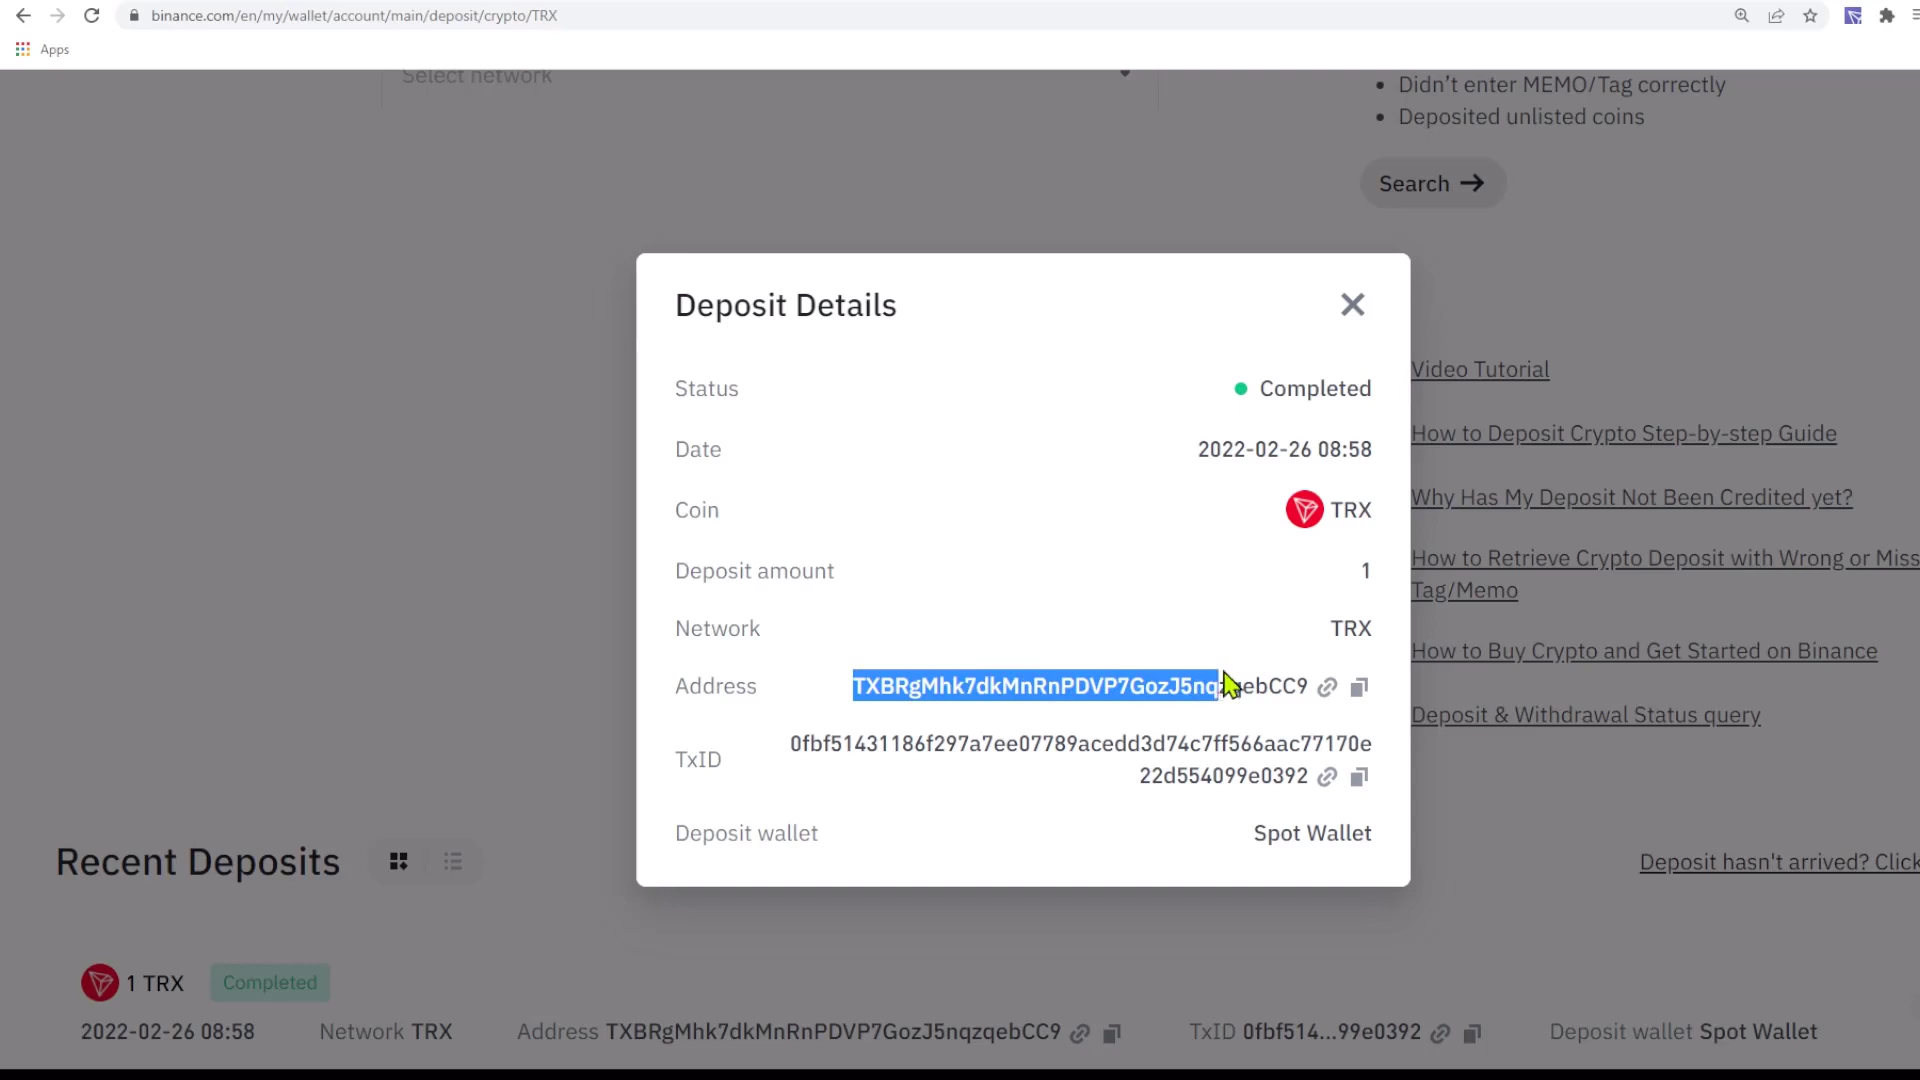 binance.com/en/my/wallet/account/main/deposit/crypto/TRX
Apps
Select network
Didn’t enter MEMO/Tag correctly
Deposited unlisted coins
Search
Deposit Details
Status
Completed
Date
2022-02-26 08:58
Coin
TRX
Deposit amount
1
Network
TRX
Address
TXBRgMhk7dkMnRnPDVP7GozJ5nqzqebCC9
TxID
0fbf51431186f297a7ee07789acedd3d74c7ff566aac77170e
22d554099e0392
Deposit wallet
Spot Wallet
Video Tutorial
How to Deposit Crypto Step-by-step Guide
Why Has My Deposit Not Been Credited yet?
How to Retrieve Crypto Deposit with Wrong or Miss
Tag/Memo
How to Buy Crypto and Get Started on Binance
Deposit & Withdrawal Status query
Recent Deposits
Deposit hasn't arrived? Click
1 TRX
Completed
2022-02-26 08:58
Network TRX
Address TXBRgMhk7dkMnRnPDVP7GozJ5nqzqebCC9
TxID 0fbf514...99e0392
Deposit wallet Spot Wallet